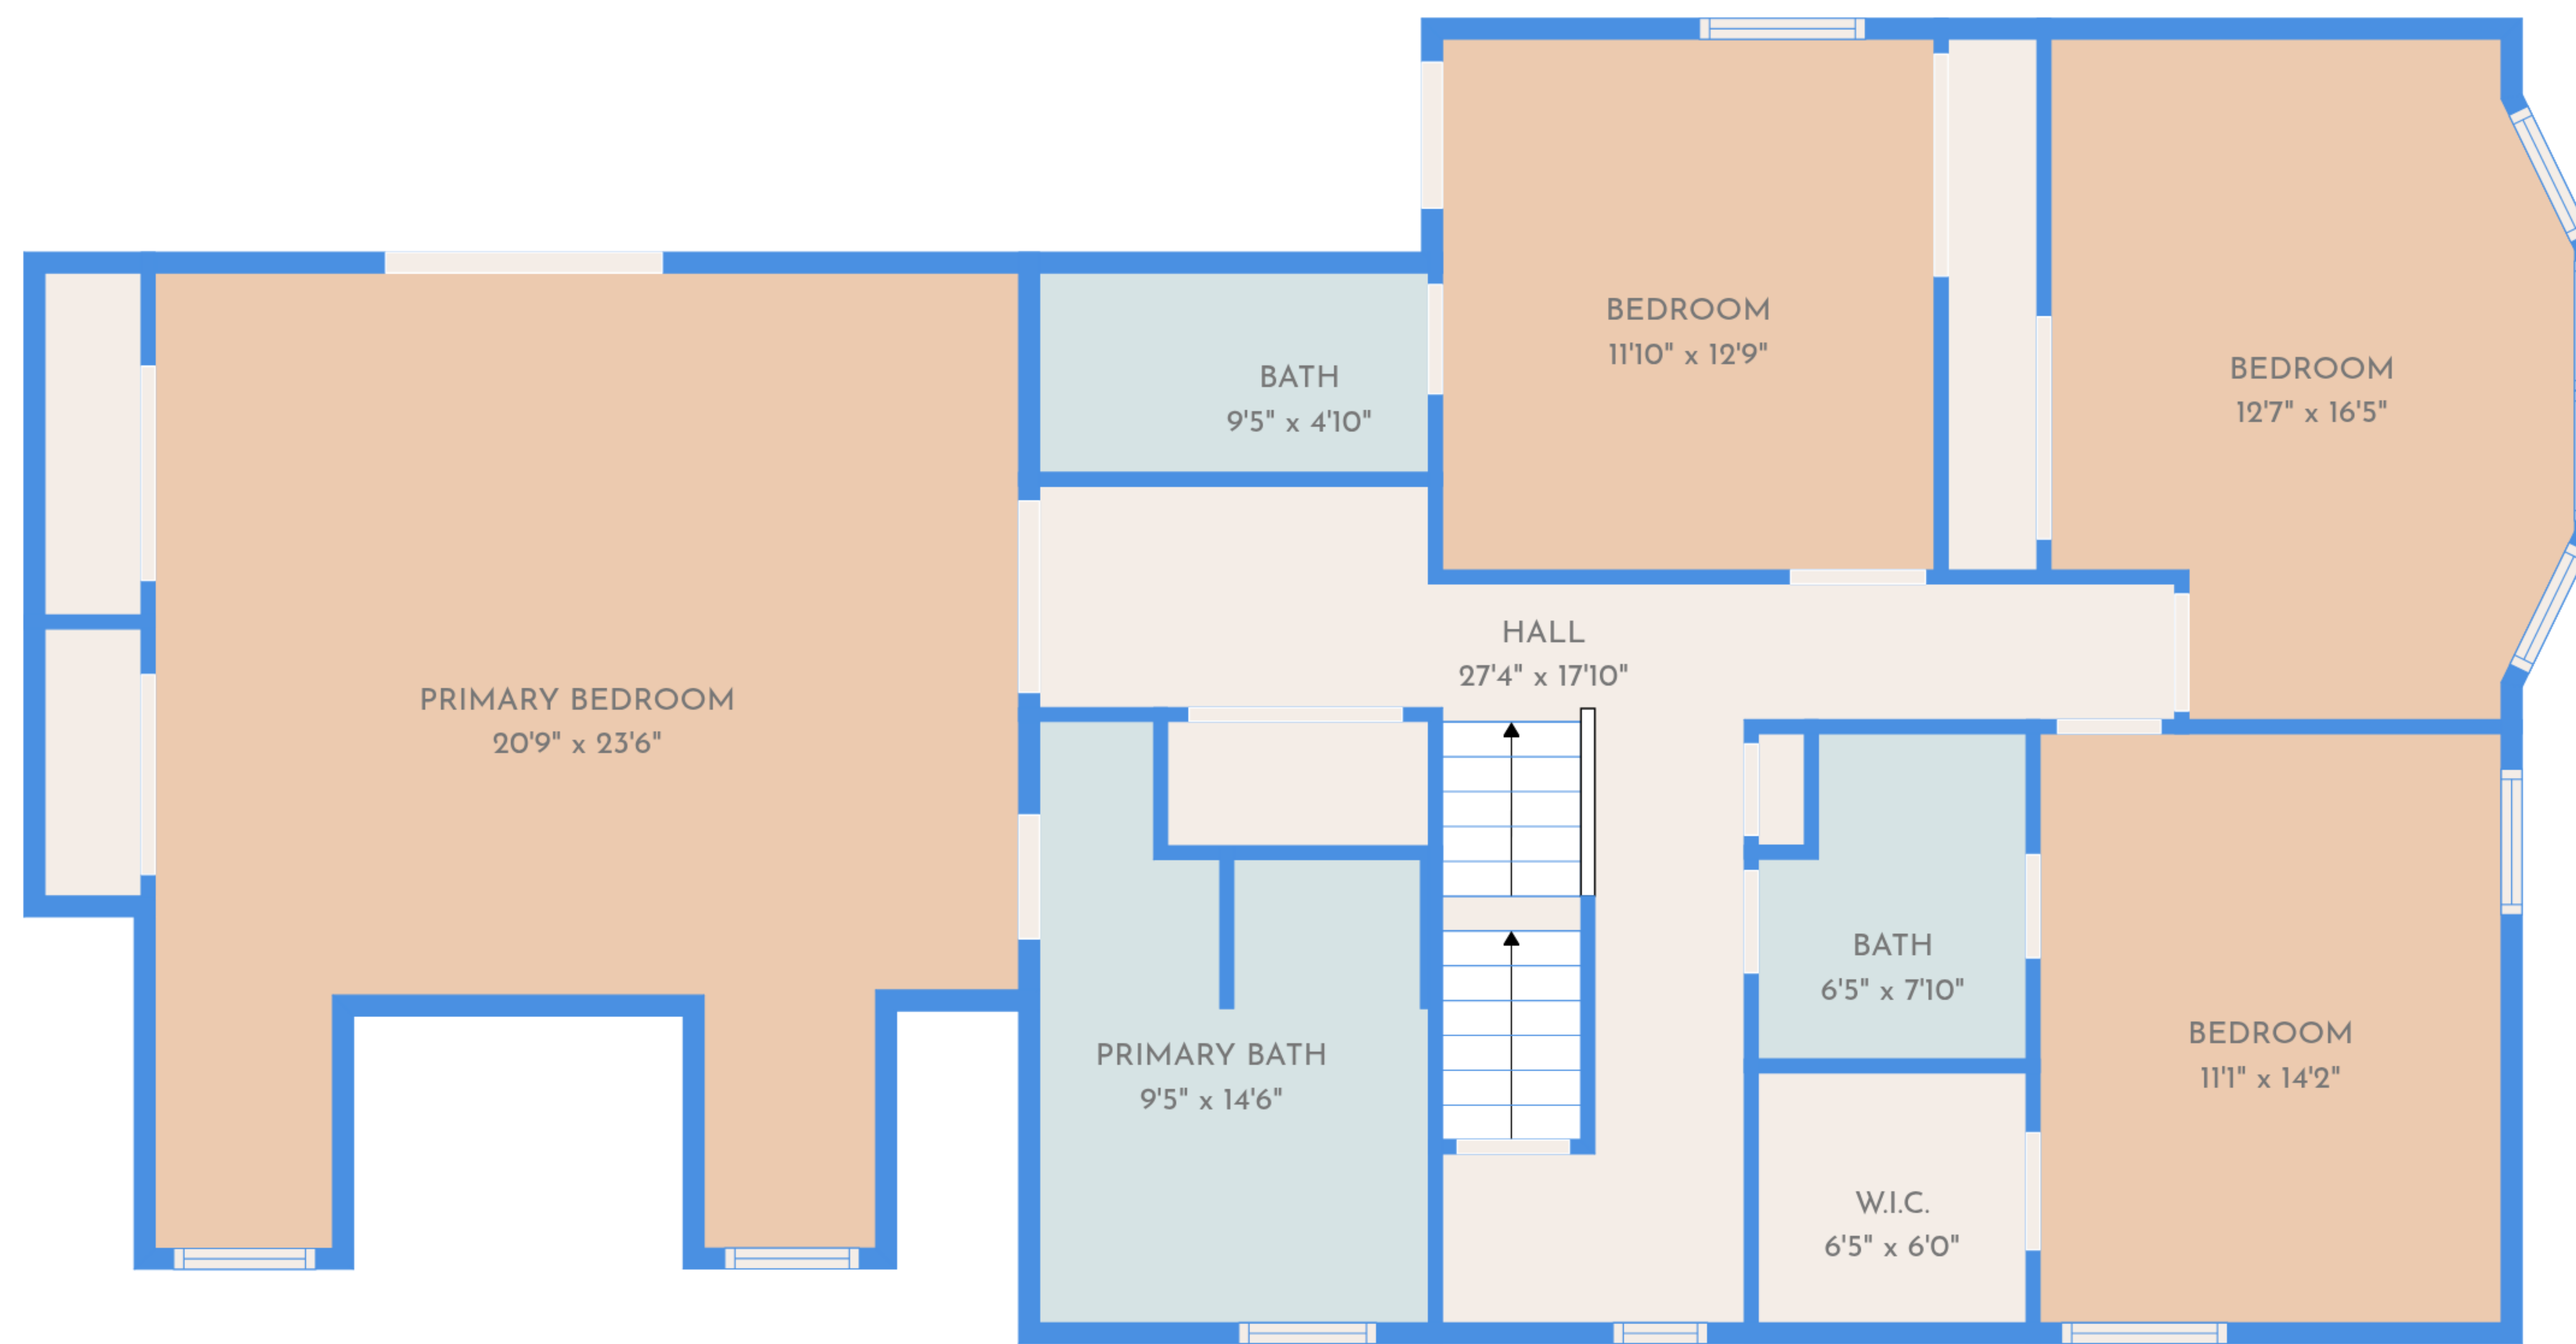 BEDROOM
11'10" x 12'9"
BEDROOM
12'7" x 16'5"
BATH
9'5" x 4'10"
HALL
27'4" x 17'10"
PRIMARY BEDROOM
20'9" x 23'6"
BATH
6'5" x 7'10"
PRIMARY BATH
9'5" x 14'6"
BEDROOM
11'1" x 14'2"
W.I.C.
6'5" x 6'0"